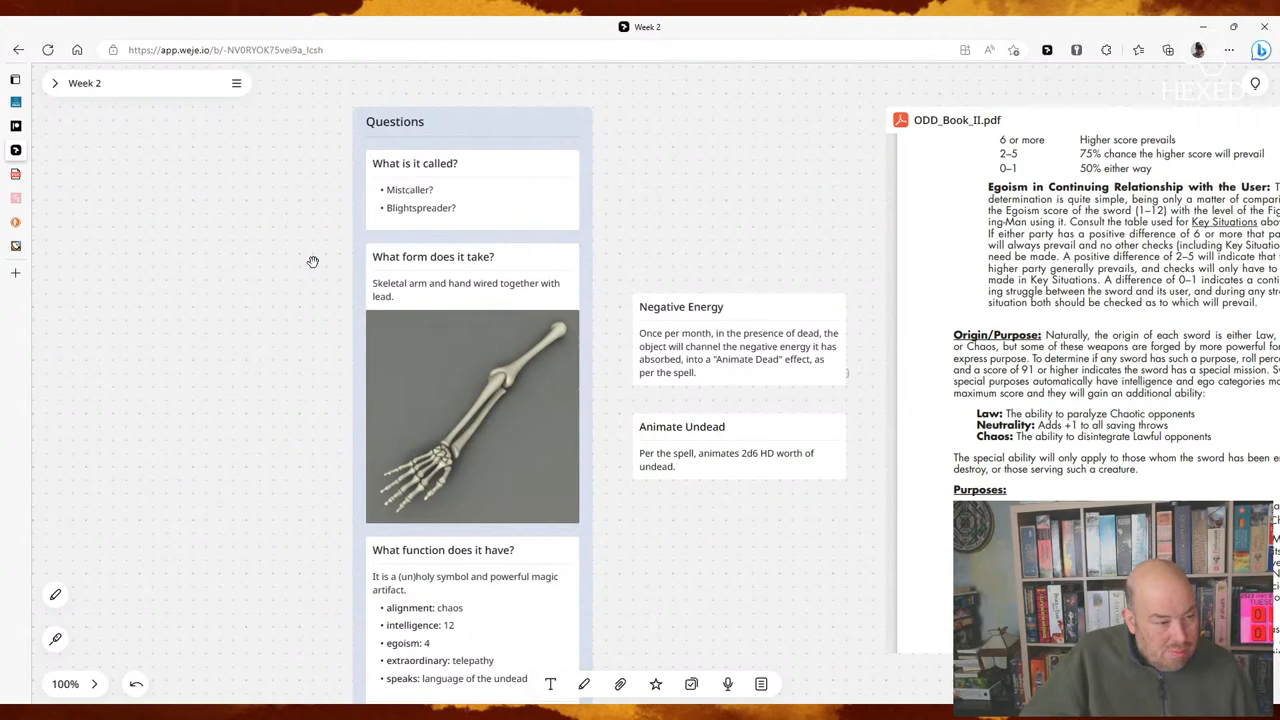 Week 2
https://app.weje.io/b/-NV0RYOK75vei9a_lcsh
Week 2
HEXED
Questions
What is it called?
• Mistcaller?
• Blightspreader?
What form does it take?
Skeletal arm and hand wired together with
lead.
What function does it have?
It is a (un)holy symbol and powerful magic
artifact.
• alignment: chaos
• intelligence: 12
• egoism: 4
• extraordinary: telepathy
• speaks: language of the undead
Negative Energy
Once per month, in the presence of dead, the
object will channel the negative energy it has
absorbed, into a "Animate Dead" effect, as
per the spell.
Animate Undead
Per the spell, animates 2d6 HD worth of
undead.
ODD_Book_II.pdf
6 or more Higher score prevails
2–5 75% chance the higher score will prevail
0–1 50% either way
Egoism in Continuing Relationship with the User:
determination is quite simple, being only a matter of
the Egoism score of the sword (1–12) with the level of the
ing-Man using it. Consult the table used for Key Situations
If either party has a positive difference of 6 or more that
will always prevail and no other checks (including Key
need be made. A positive difference of 2–5 will indicate that
higher party generally prevails, and checks will only have to
made in Key Situations. A difference of 0–1 indicates a
ing struggle between the sword and its user, and during any
situation both should be checked as to which will prevail.
Origin/Purpose: Naturally, the origin of each sword is either Law,
or Chaos, but some of these weapons are forged by more powerful
express purpose. To determine if any sword has such a purpose, roll
and a score of 91 or higher indicates the sword has a special mission.
special purposes automatically have intelligence and ego categories
maximum score and they will gain an additional ability:
Law: The ability to paralyze Chaotic opponents
Neutrality: Adds +1 to all saving throws
Chaos: The ability to disintegrate Lawful opponents
The special ability will only apply to those whom the sword has been
destroy, or those serving such a creature.
Purposes:
100%